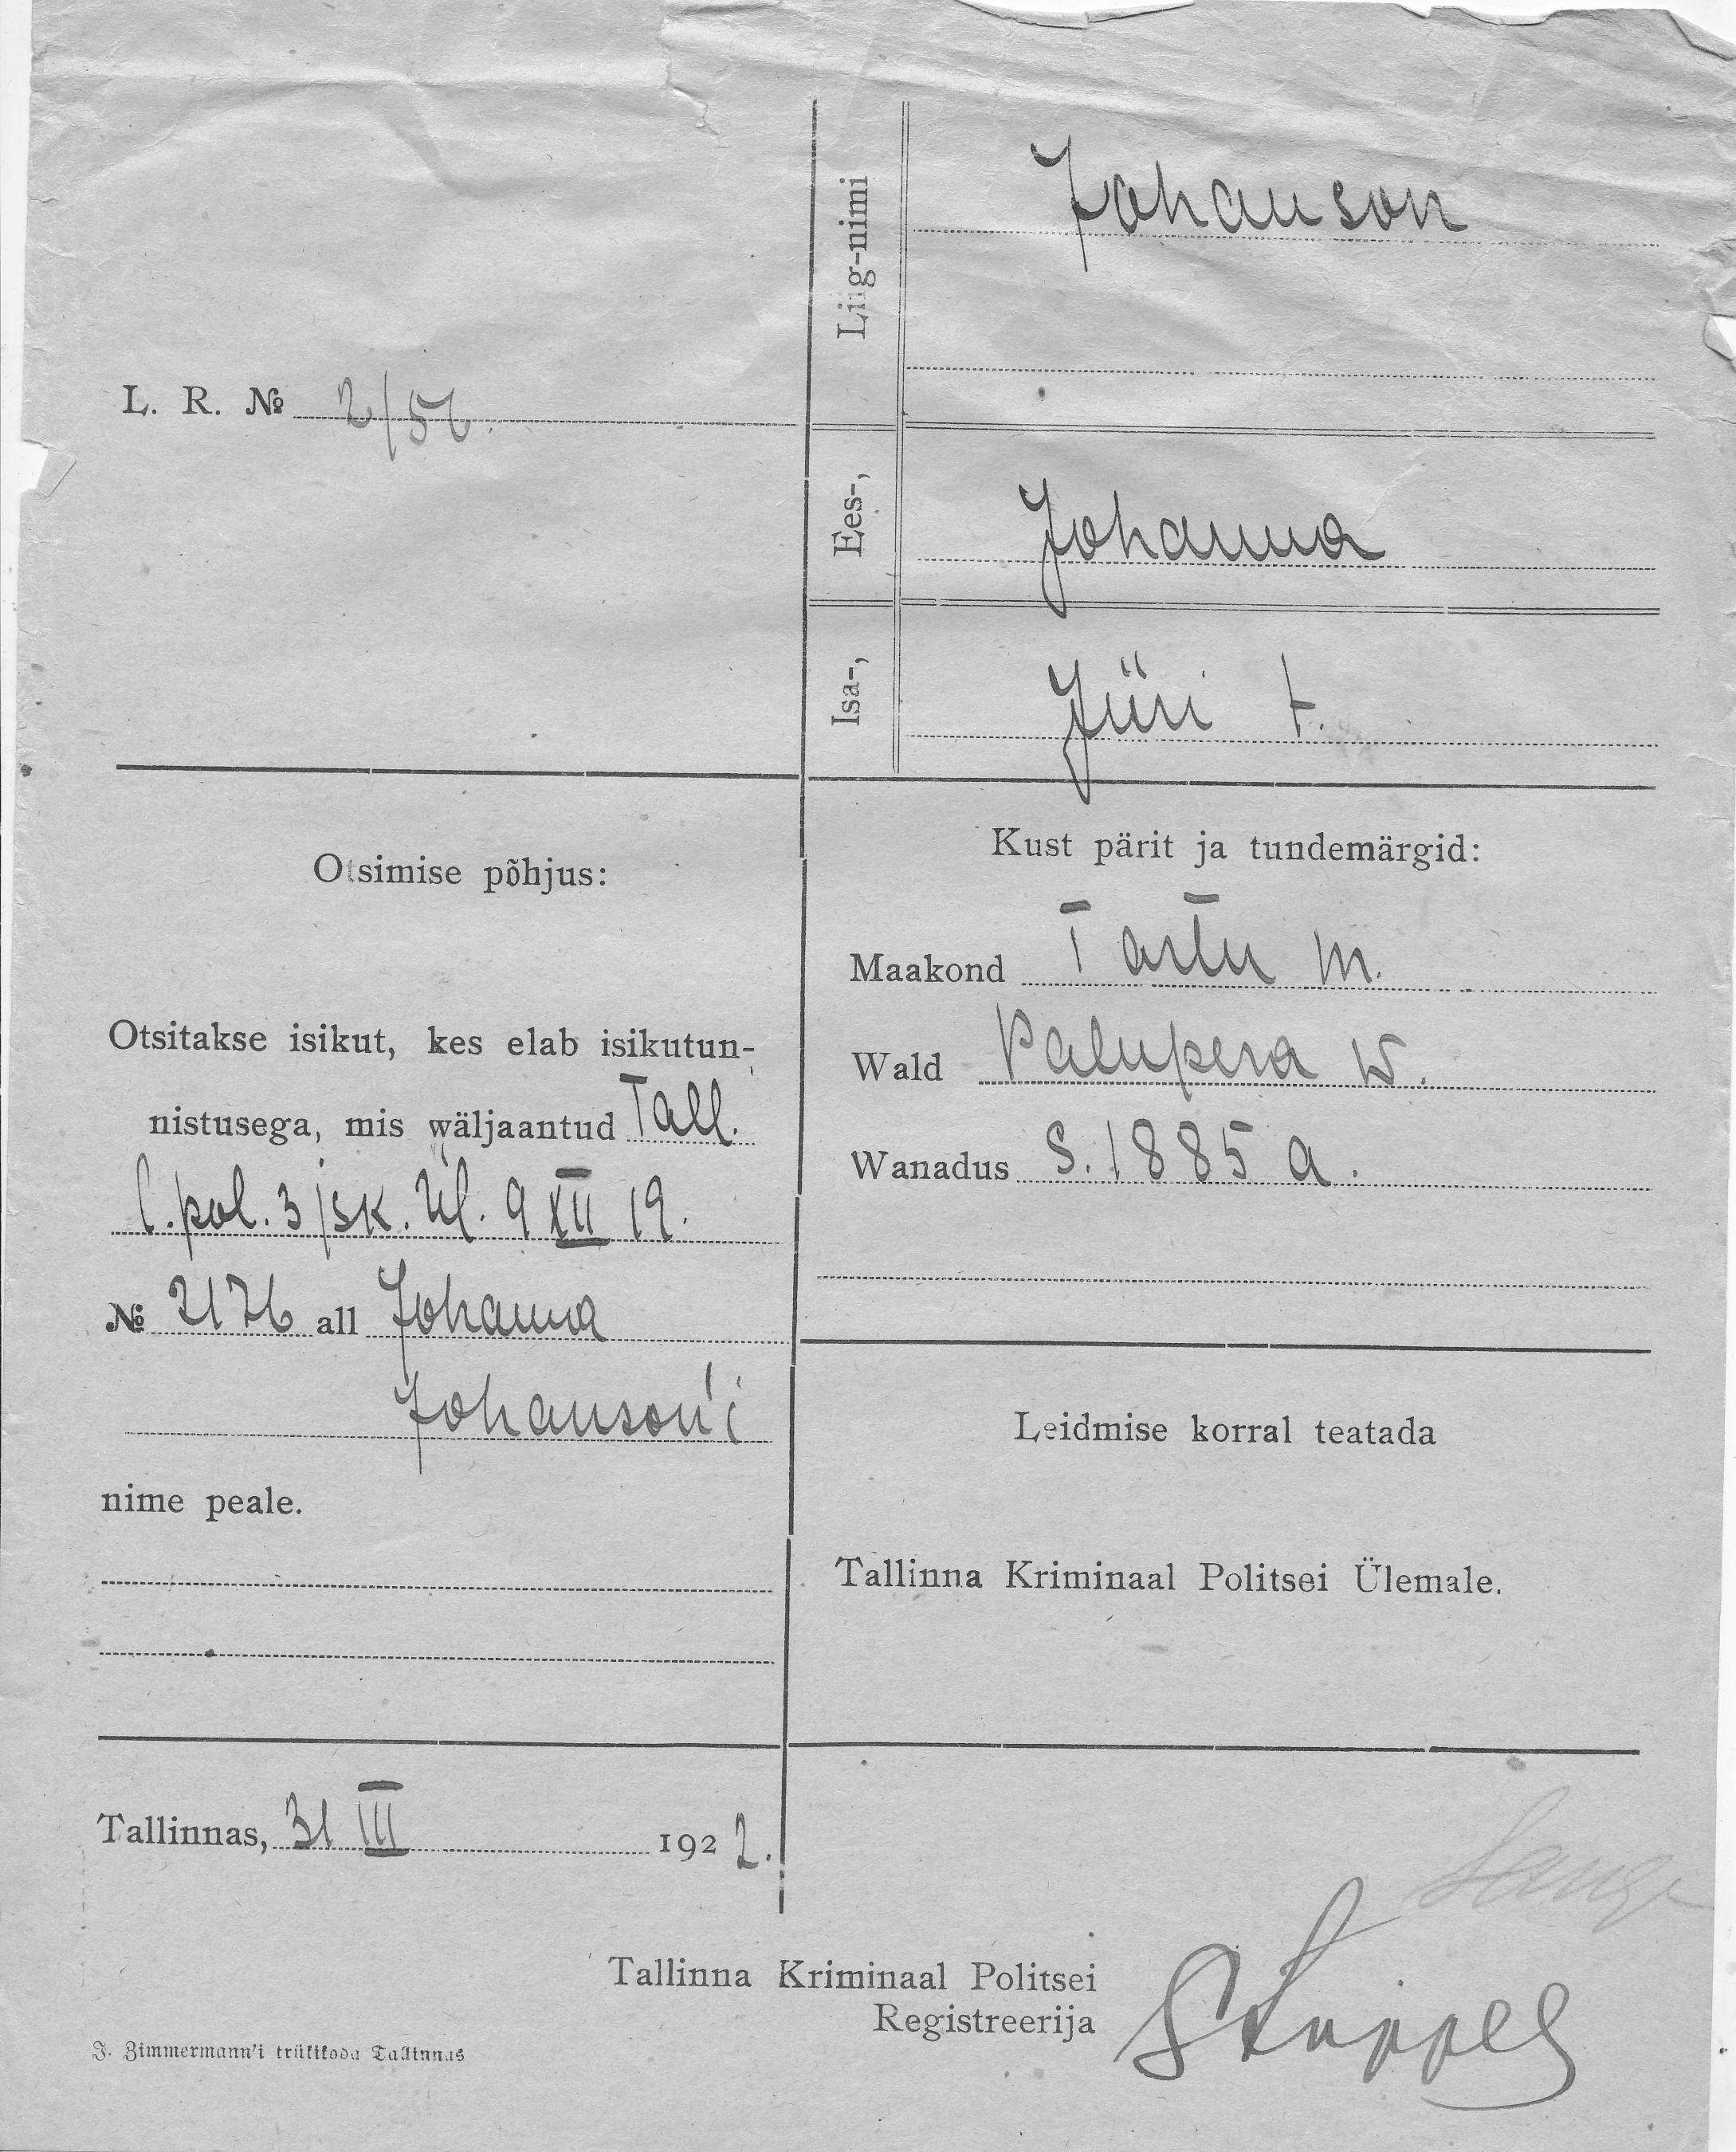 Liig-nimi Johanson
L. R. № 2/56.
Ees-, Johanna
Isa-, Jüri t.
Otsimise põhjus:
Otsitakse isikut, kes elab isikutun-
nistusega, mis wäljaantud Tall.
l. pol. 3 jsk. Ül. 9 XII 19.
№ 2176 all Johanna
Johanson'i
nime peale.
Kust pärit ja tundemärgid:
Maakond Tartu m.
Wald Palupera w.
Wanadus S. 1885 a.
Leidmise korral teatada
Tallinna Kriminaal Politsei Ülemale.
Tallinnas, 31 III 1922.
Tallinna Kriminaal Politsei
Registreerija
J. Zimmermann'i trükikoda Tallinnas